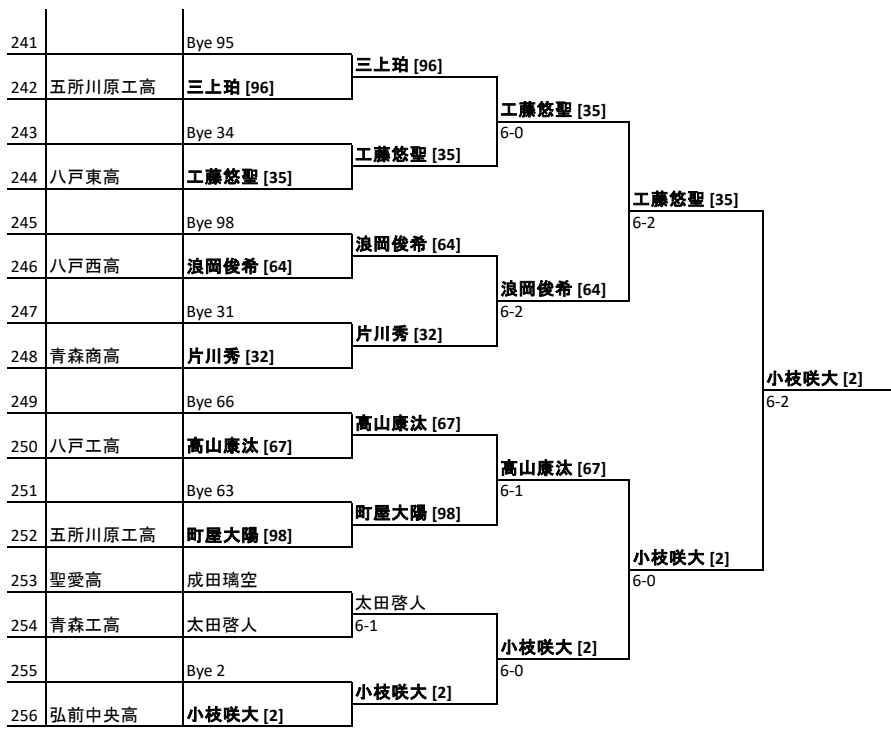 241 Bye 95
三上珀 [96]
242 五所川原工高 三上珀 [96]
工藤悠聖 [35]
243 Bye 34 6-0
工藤悠聖 [35]
244 八戸東高 工藤悠聖 [35]
工藤悠聖 [35]
245 Bye 98 6-2
浪岡俊希 [64]
246 八戸西高 浪岡俊希 [64]
浪岡俊希 [64]
247 Bye 31 6-2
片川秀 [32]
248 青森商高 片川秀 [32]
小枝咲大 [2]
249 Bye 66 6-2
高山康汰 [67]
250 八戸工高 高山康汰 [67]
高山康汰 [67]
251 Bye 63 6-1
町屋大陽 [98]
252 五所川原工高 町屋大陽 [98]
小枝咲大 [2]
253 聖愛高 成田璃空 6-0
太田啓人
254 青森工高 太田啓人 6-1
小枝咲大 [2]
255 Bye 2 6-0
小枝咲大 [2]
256 弘前中央高 小枝咲大 [2]